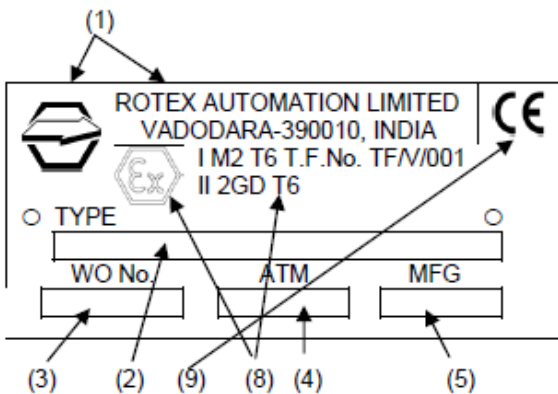 (1)
ROTEX AUTOMATION LIMITED
VADODARA-390010, INDIA
CE
Ex
I M2 T6 T.F.No. TF/V/001
II 2GD T6
TYPE
WO No. ATM MFG
(3) (2) (9) (8) (4) (5)